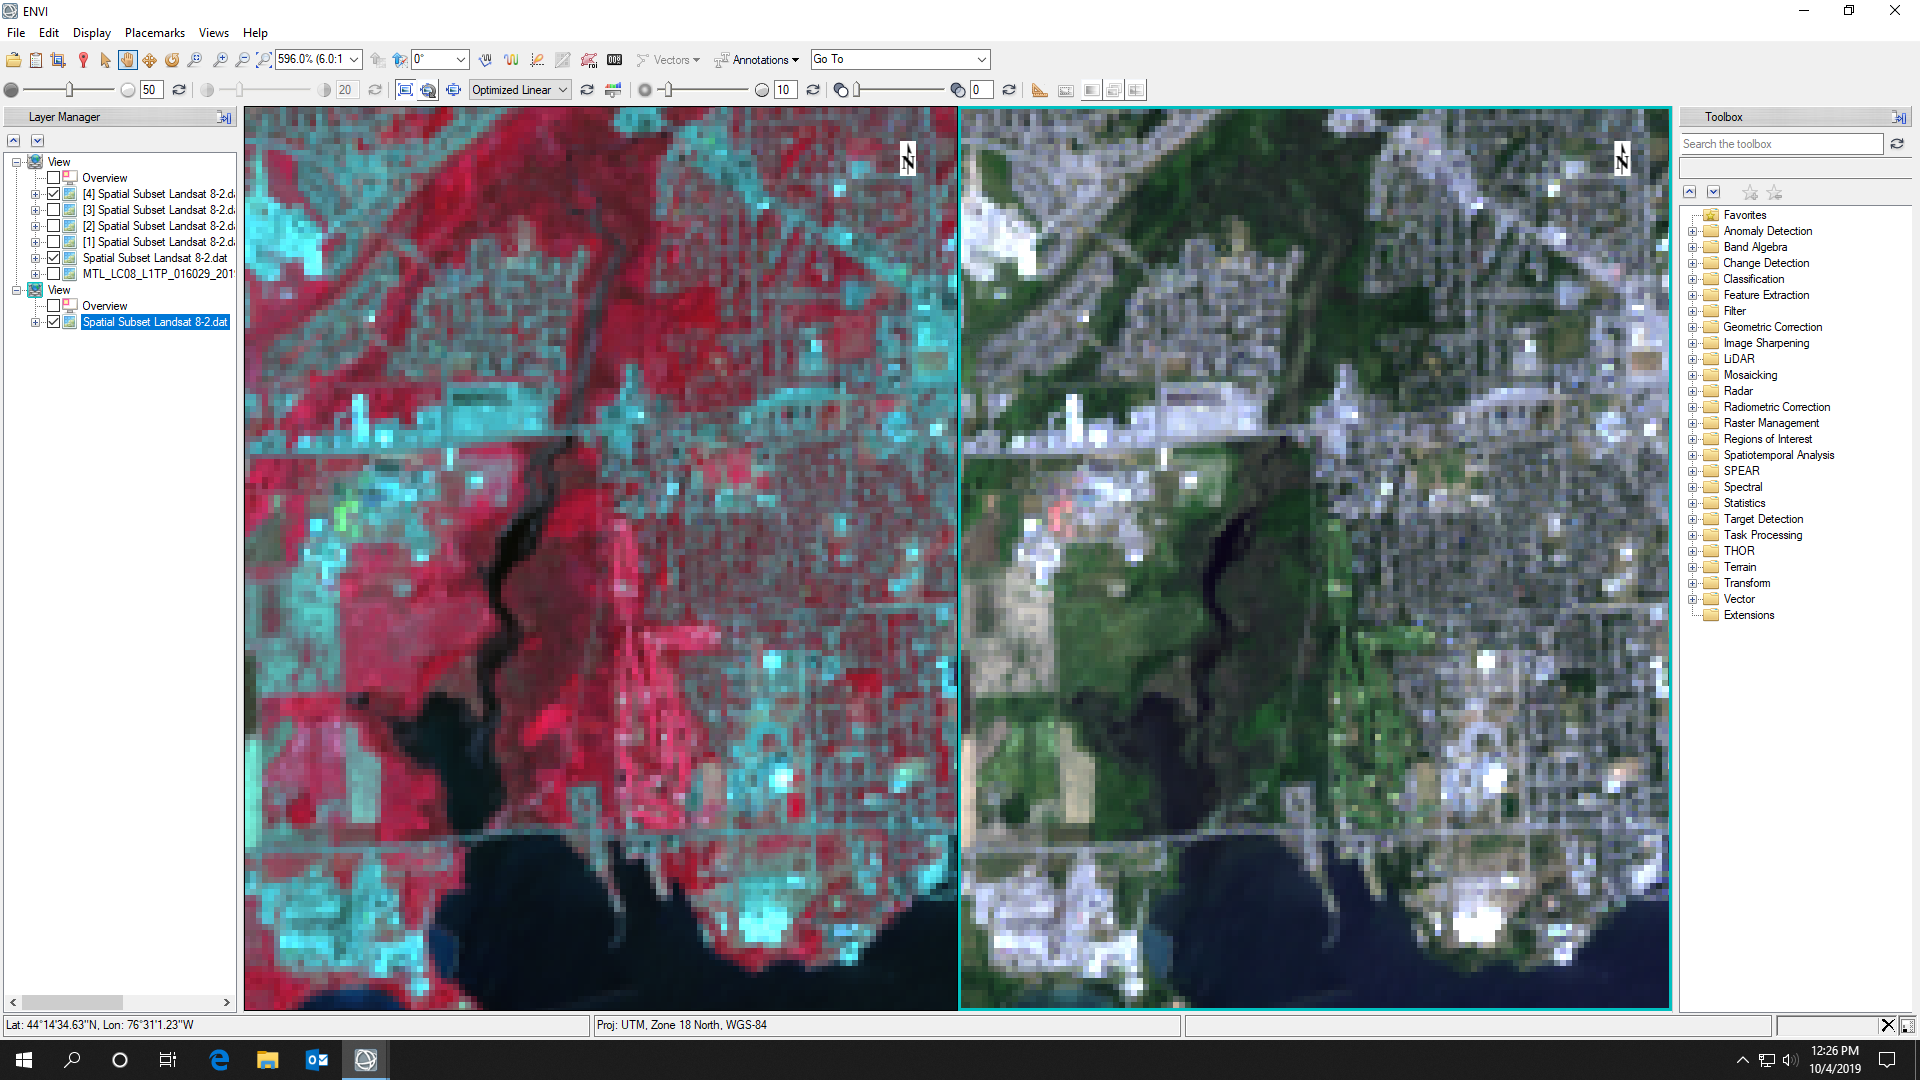 ENVI
File Edit Display Placemarks Views Help
596.0% (6.0:1 0° Vectors Annotations Go To
50 20 Optimized Linear 10 0
Layer Manager
View
Overview
[4] Spatial Subset Landsat 8-2.d
[3] Spatial Subset Landsat 8-2.d
[2] Spatial Subset Landsat 8-2.d
[1] Spatial Subset Landsat 8-2.d
Spatial Subset Landsat 8-2.dat
MTL_LC08_L1TP_016029_201
View
Overview
Spatial Subset Landsat 8-2.dat
N
N
Toolbox
Search the toolbox
Favorites
Anomaly Detection
Band Algebra
Change Detection
Classification
Feature Extraction
Filter
Geometric Correction
Image Sharpening
LiDAR
Mosaicking
Radar
Radiometric Correction
Raster Management
Regions of Interest
Spatiotemporal Analysis
SPEAR
Spectral
Statistics
Target Detection
Task Processing
THOR
Terrain
Transform
Vector
Extensions
Lat: 44°14'34.63"N, Lon: 76°31'1.23"W
Proj: UTM, Zone 18 North, WGS-84
12:26 PM
10/4/2019